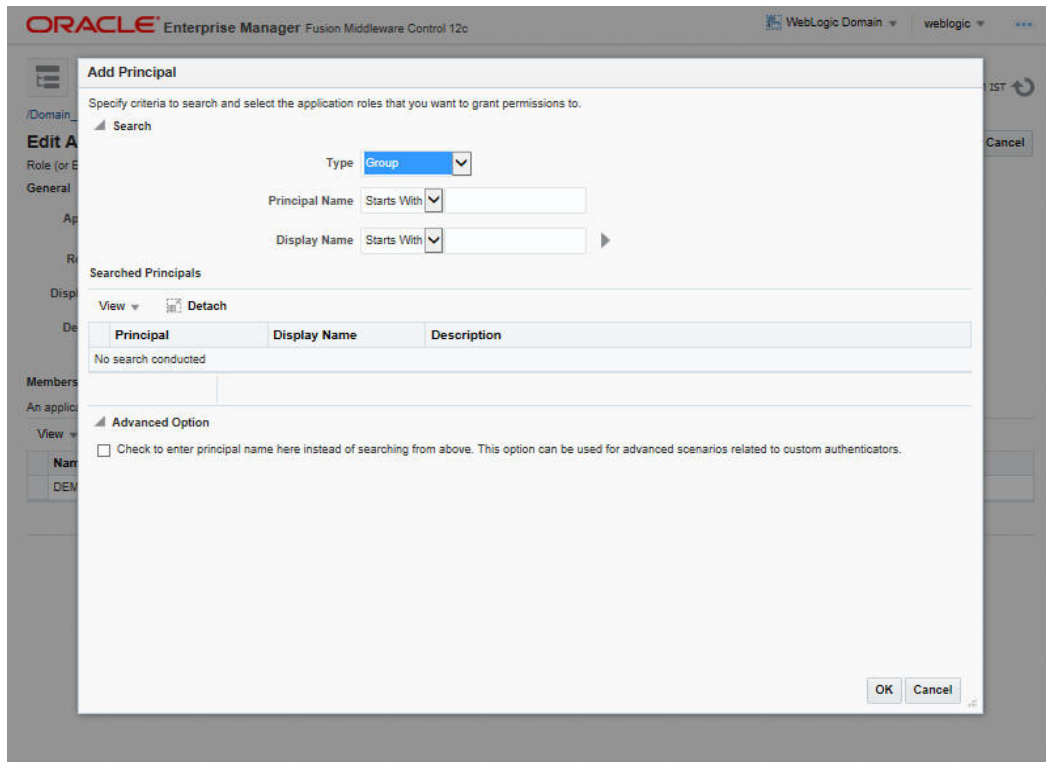 ORACLE Enterprise Manager Fusion Middleware Control 12c
WebLogic Domain weblogic
Add Principal
IST
Specify criteria to search and select the application roles that you want to grant permissions to.
/Domain_
Search
Edit A
Cancel
Type Group
Role (or E
General
Principal Name Starts With
Ap
Display Name Starts With
Searched Principals
Displ
View Detach
De
Principal Display Name Description
No search conducted
Members
An applica
Advanced Option
View
Check to enter principal name here instead of searching from above. This option can be used for advanced scenarios related to custom authenticators.
Nam
DEM
OK Cancel